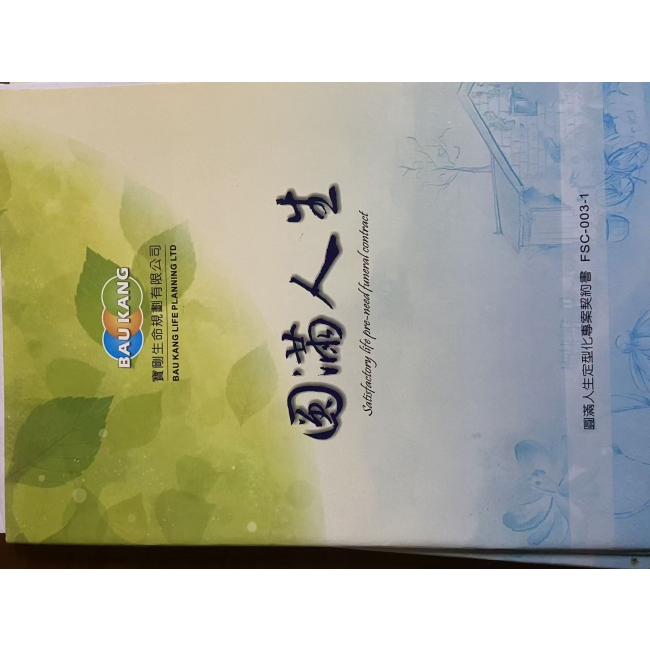 BAU KANG
寶剛生命規劃有限公司
BAU KANG LIFE PLANNING LTD
圓滿人生
Satisfactory life pre-need funeral contract
圓滿人生定型化專案契約書 FSC-003-1